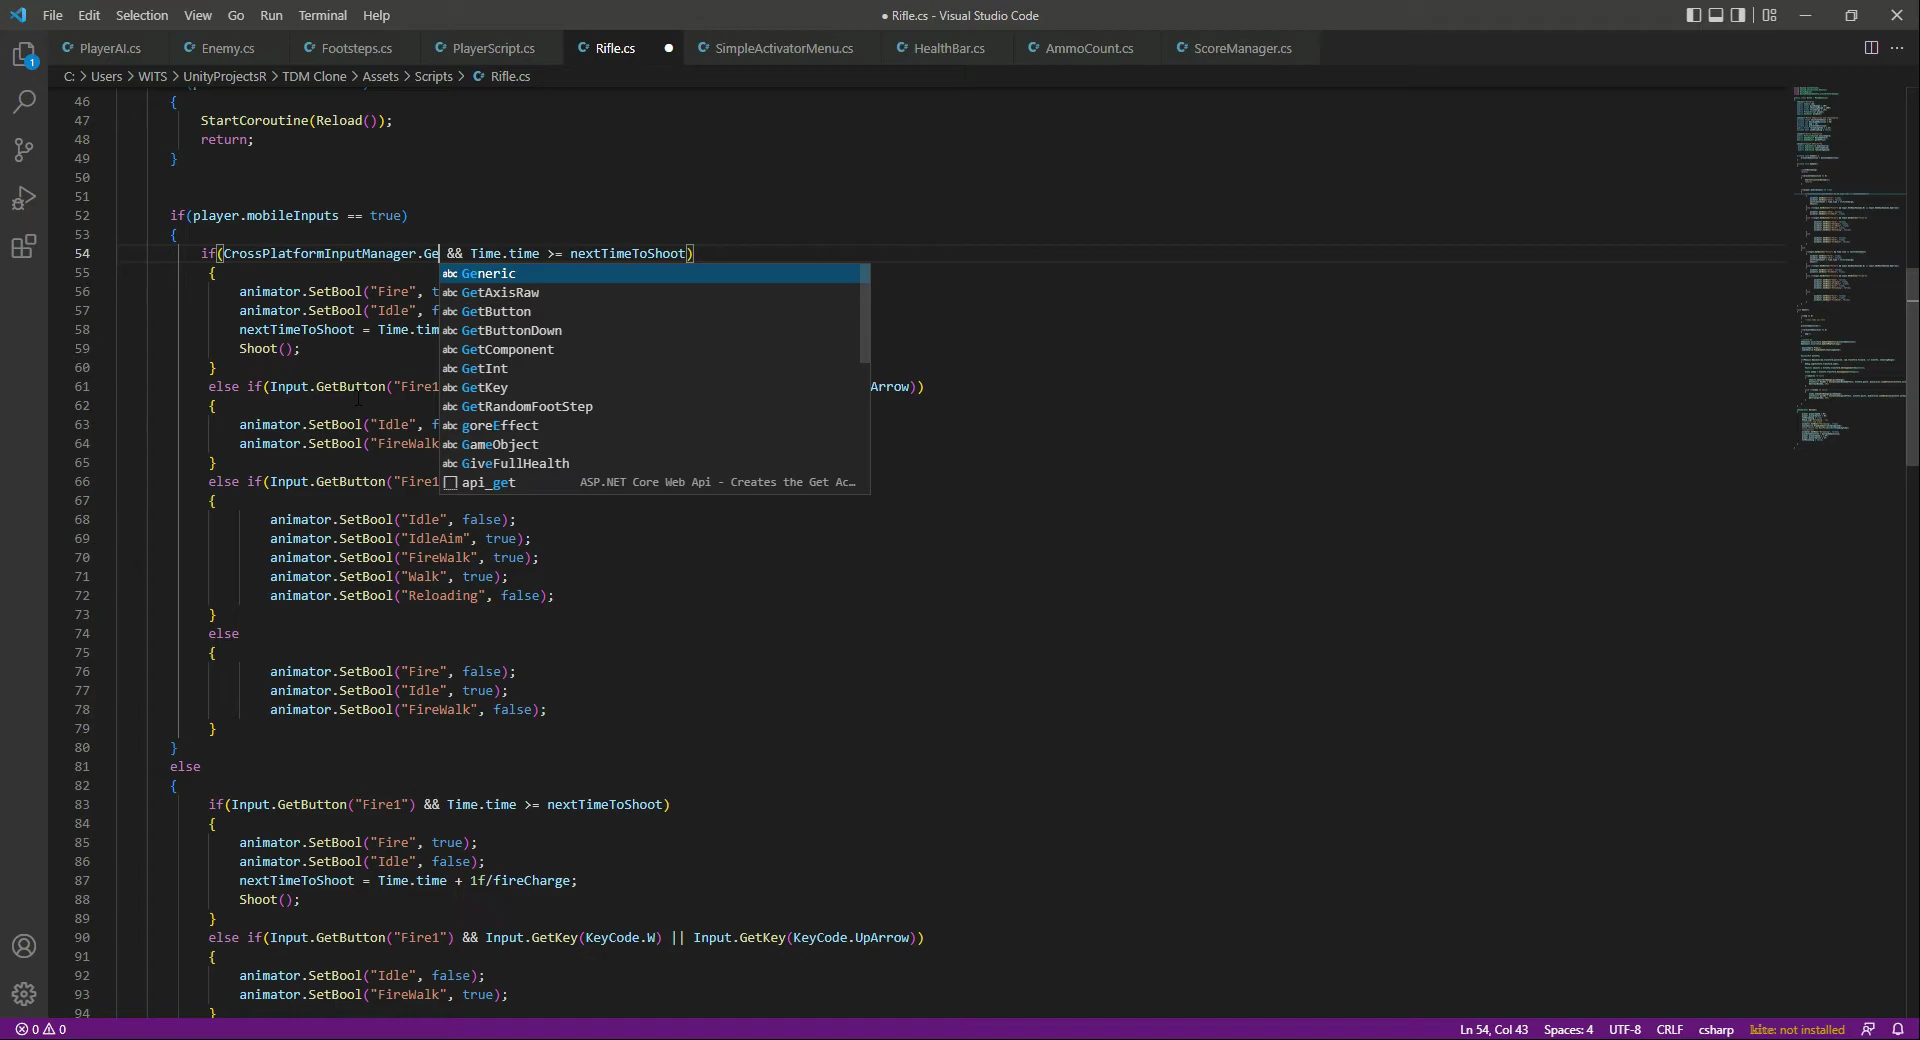 File Edit Selection View Go Run Terminal Help
● Rifle.cs - Visual Studio Code
PlayerAI.cs Enemy.cs Footsteps.cs PlayerScript.cs Rifle.cs SimpleActivatorMenu.cs HealthBar.cs AmmoCount.cs ScoreManager.cs
C: > Users > WITS > UnityProjectsR > TDM Clone > Assets > Scripts > Rifle.cs
1
46 {
47 StartCoroutine(Reload());
48 return;
49 }
50
51
52 if(player.mobileInputs == true)
53 {
54 if(CrossPlatformInputManager.Ge && Time.time >= nextTimeToShoot)
55 {
56 animator.SetBool("Fire", t
57 animator.SetBool("Idle", f
58 nextTimeToShoot = Time.tim
59 Shoot();
60 }
61 else if(Input.GetButton("Fire1 Arrow))
62 {
63 animator.SetBool("Idle", f
64 animator.SetBool("FireWalk
65 }
66 else if(Input.GetButton("Fire1
abc Generic
abc GetAxisRaw
abc GetButton
abc GetButtonDown
abc GetComponent
abc GetInt
abc GetKey
abc GetRandomFootStep
abc goreEffect
abc GameObject
abc GiveFullHealth
api_get ASP.NET Core Web Api - Creates the Get Ac…
67 {
68 animator.SetBool("Idle", false);
69 animator.SetBool("IdleAim", true);
70 animator.SetBool("FireWalk", true);
71 animator.SetBool("Walk", true);
72 animator.SetBool("Reloading", false);
73 }
74 else
75 {
76 animator.SetBool("Fire", false);
77 animator.SetBool("Idle", true);
78 animator.SetBool("FireWalk", false);
79 }
80 }
81 else
82 {
83 if(Input.GetButton("Fire1") && Time.time >= nextTimeToShoot)
84 {
85 animator.SetBool("Fire", true);
86 animator.SetBool("Idle", false);
87 nextTimeToShoot = Time.time + 1f/fireCharge;
88 Shoot();
89 }
90 else if(Input.GetButton("Fire1") && Input.GetKey(KeyCode.W) || Input.GetKey(KeyCode.UpArrow))
91 {
92 animator.SetBool("Idle", false);
93 animator.SetBool("FireWalk", true);
94 }
0 0 Ln 54, Col 43 Spaces: 4 UTF-8 CRLF csharp kite: not installed